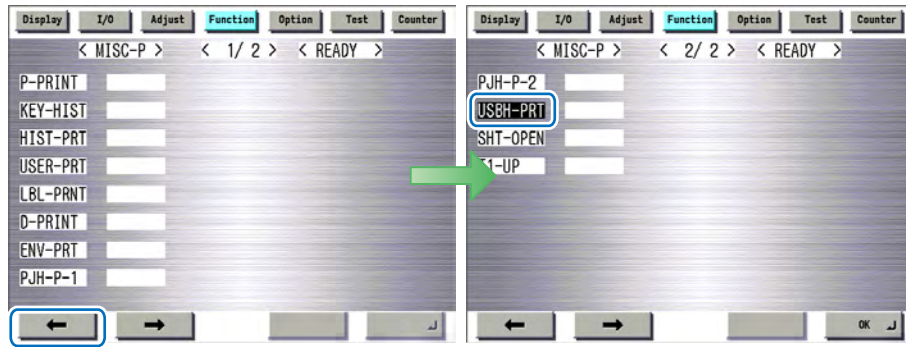 Display I/O Adjust Function Option Test Counter
< MISC-P > < 1/ 2 > < READY >
P-PRINT
KEY-HIST
HIST-PRT
USER-PRT
LBL-PRNT
D-PRINT
ENV-PRT
PJH-P-1
Display I/O Adjust Function Option Test Counter
< MISC-P > < 2/ 2 > < READY >
PJH-P-2
USBH-PRT
SHT-OPEN
1-UP
OK